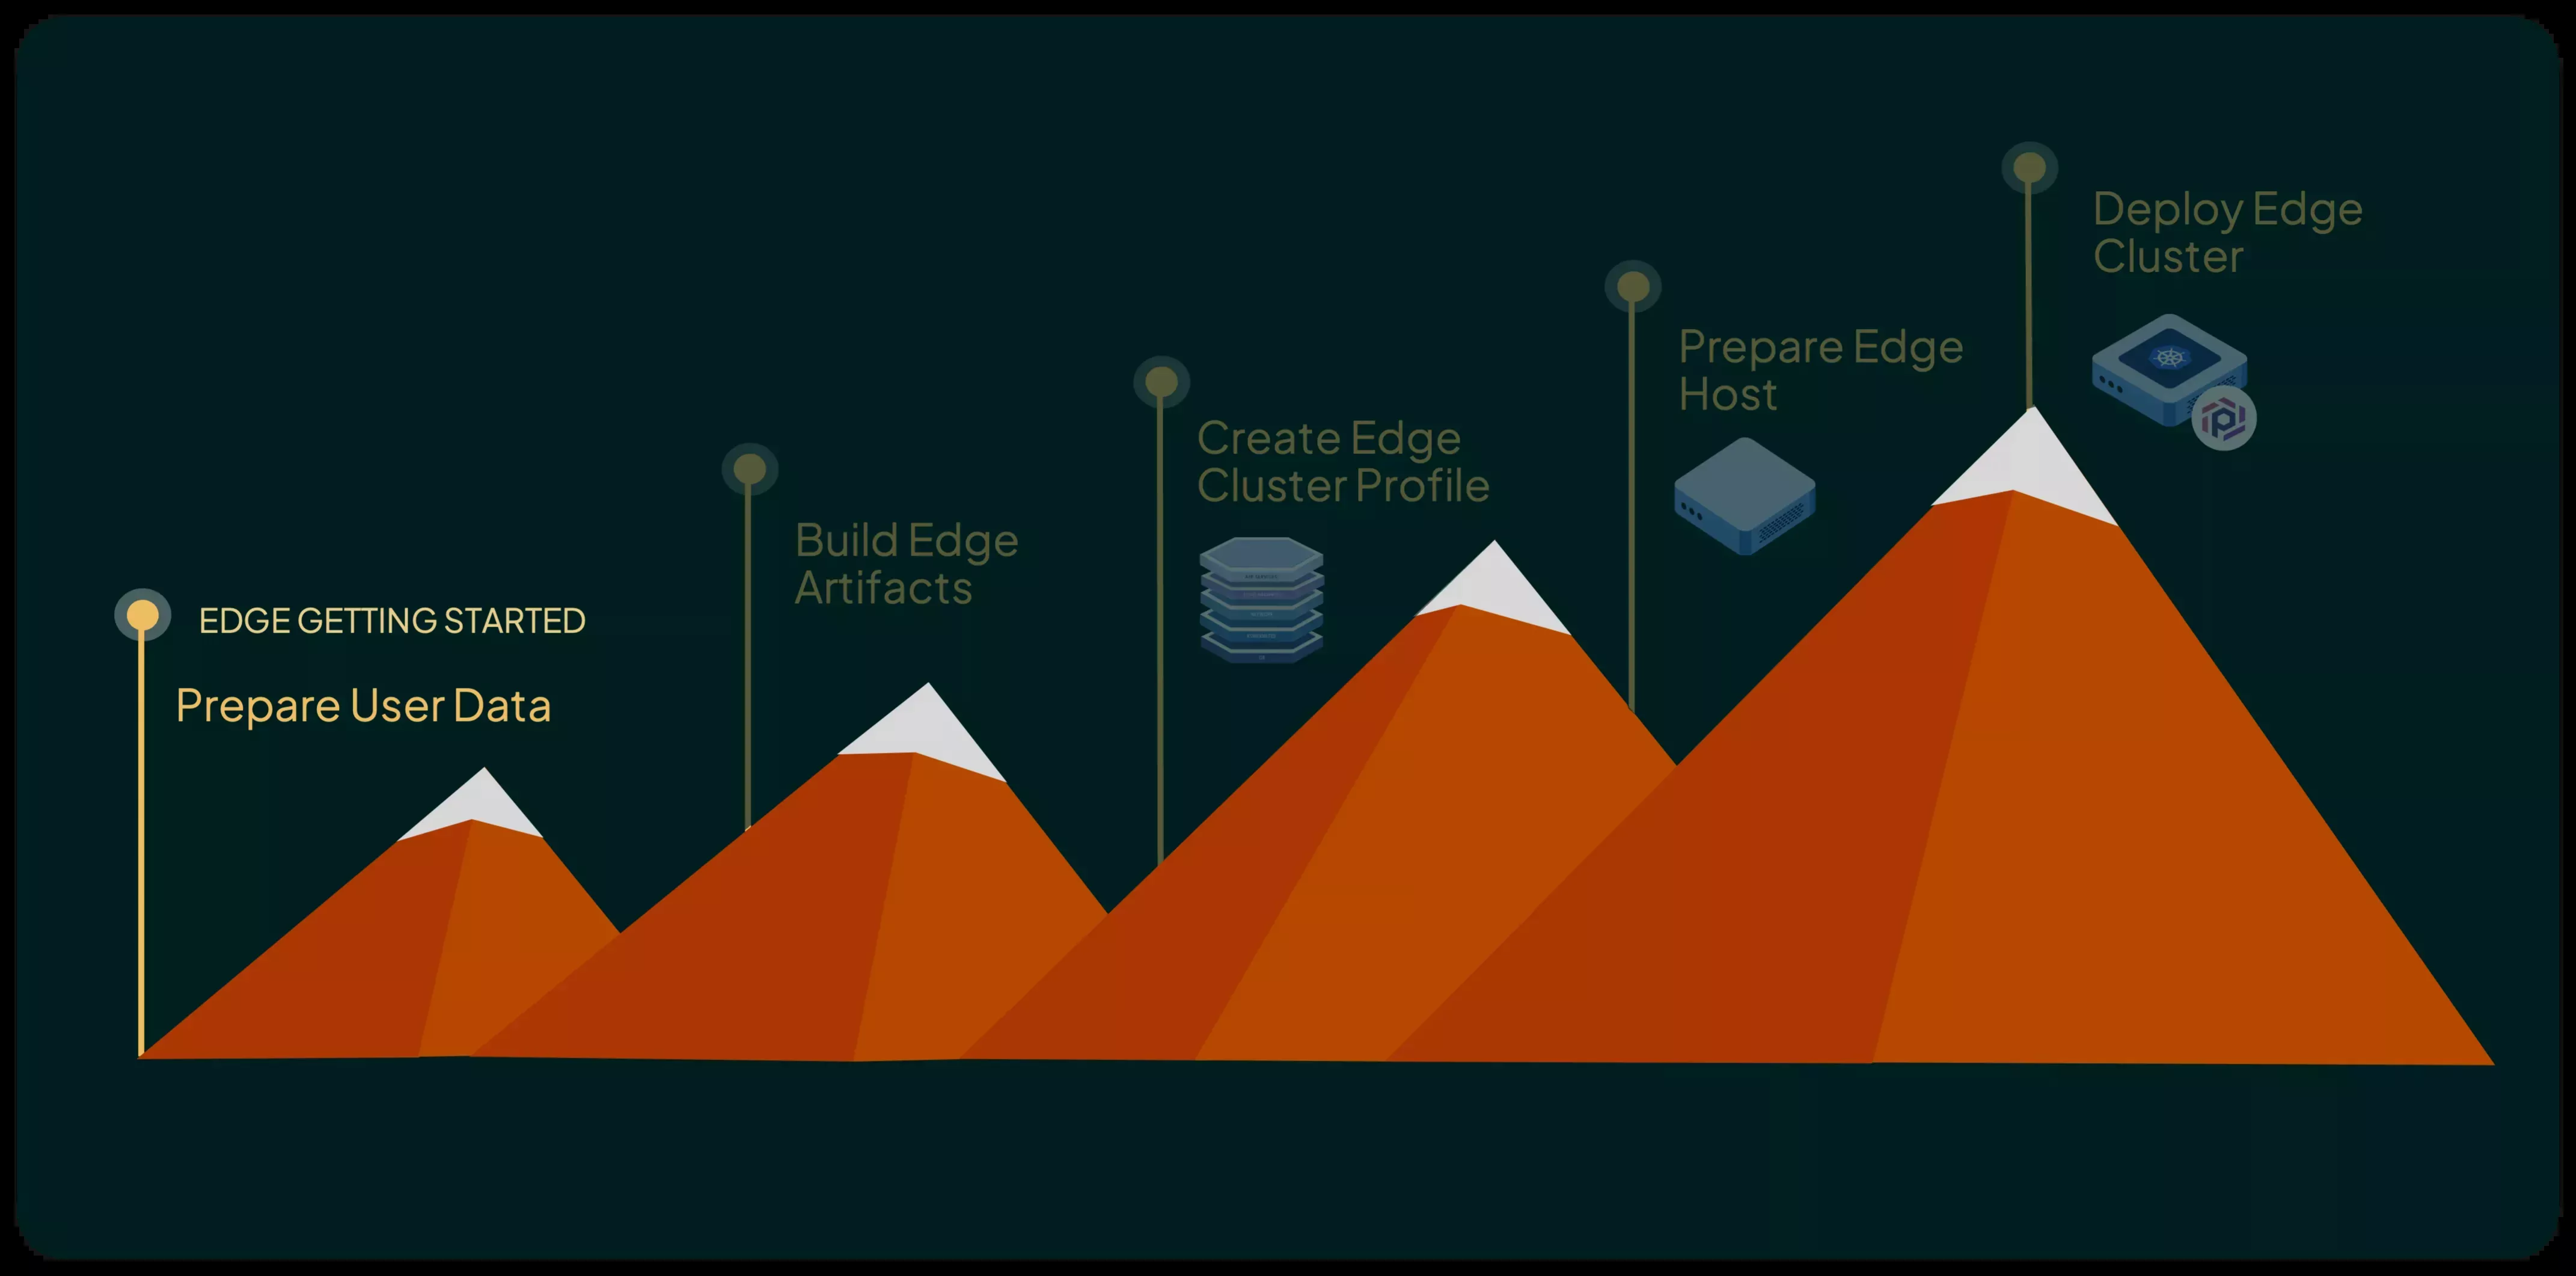 EDGE GETTING STARTED
Prepare User Data
Build Edge
Artifacts
Create Edge
Cluster Profile
Prepare Edge
Host
Deploy Edge
Cluster